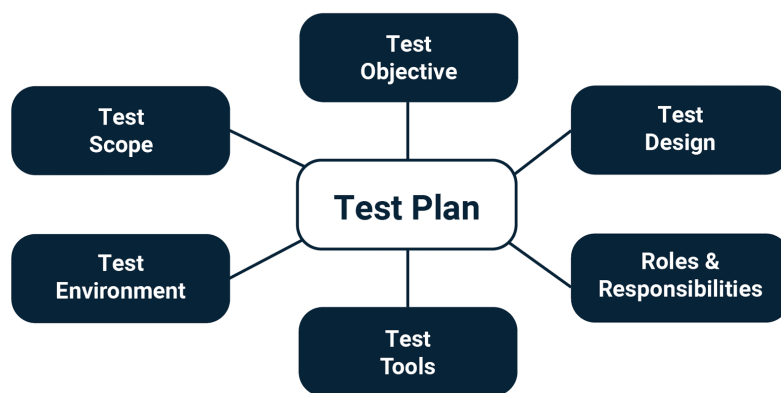 Test
Objective
Test
Scope
Test
Design
Test Plan
Test
Environment
Roles &
Responsibilities
Test
Tools